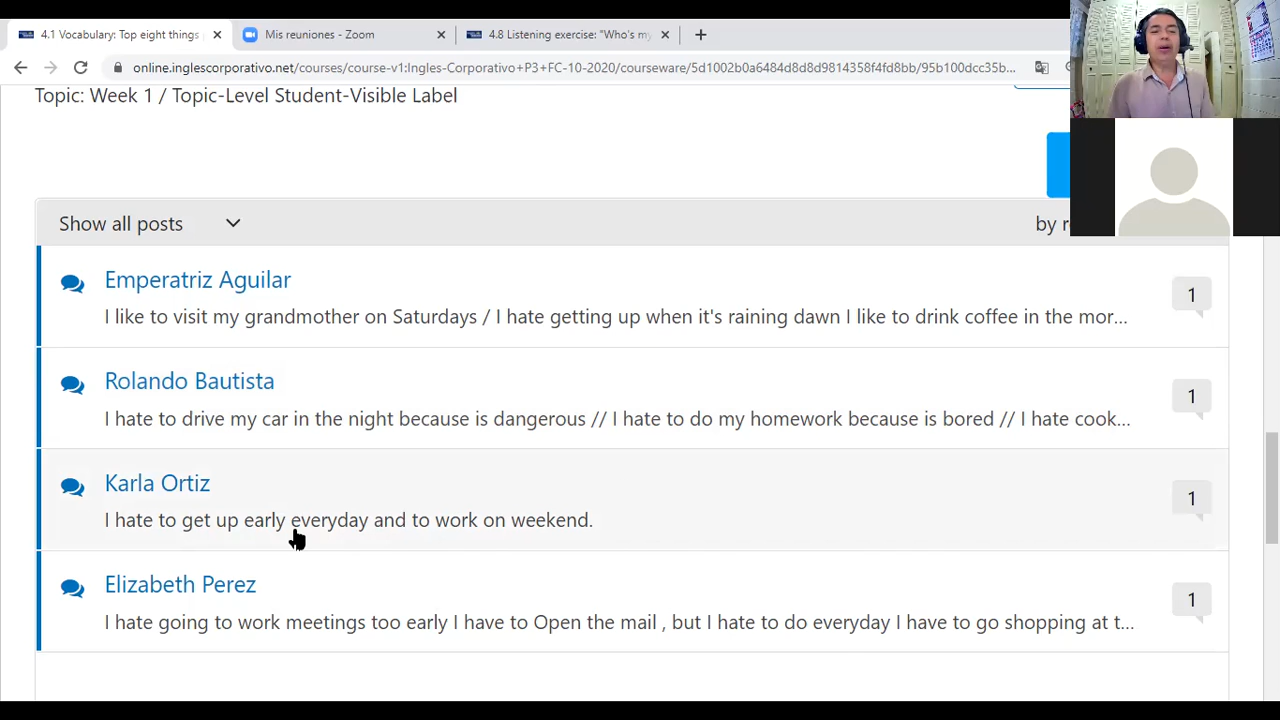 4.1 Vocabulary: Top eight things
Mis reuniones - Zoom
4.8 Listening exercise: "Who's my
online.inglescorporativo.net/courses/course-v1:Ingles-Corporativo+P3+FC-10-2020/courseware/5d1002b0a6484d8d8d9814358f4fd8bb/95b100dcc35b...
Topic: Week 1 / Topic-Level Student-Visible Label
Show all posts
by r
Emperatriz Aguilar
I like to visit my grandmother on Saturdays / I hate getting up when it's raining dawn I like to drink coffee in the mor...
1
Rolando Bautista
I hate to drive my car in the night because is dangerous // I hate to do my homework because is bored // I hate cook...
1
Karla Ortiz
I hate to get up early everyday and to work on weekend.
1
Elizabeth Perez
I hate going to work meetings too early I have to Open the mail , but I hate to do everyday I have to go shopping at t...
1